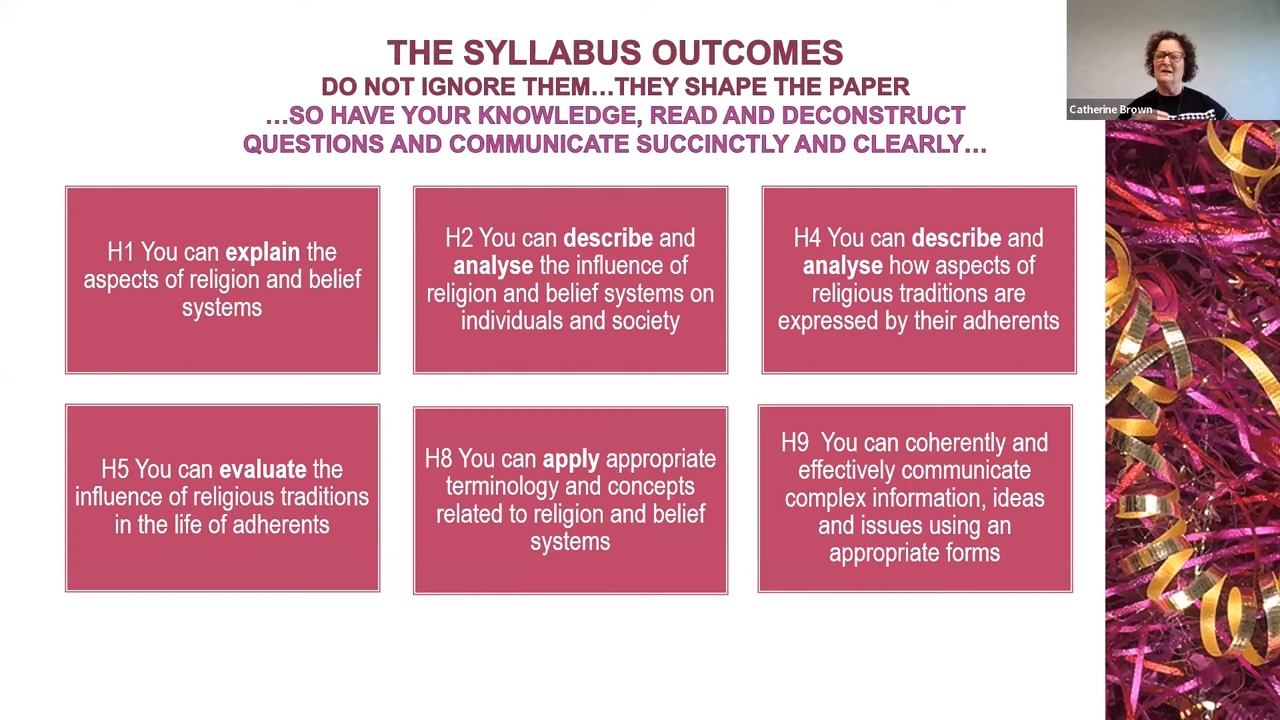 THE SYLLABUS OUTCOMES
DO NOT IGNORE THEM...THEY SHAPE THE PAPER
...SO HAVE YOUR KNOWLEDGE, READ AND DECONSTRUCT
QUESTIONS AND COMMUNICATE SUCCINCTLY AND CLEARLY...
Catherine Brown
H1 You can explain the
aspects of religion and belief
systems
H2 You can describe and
analyse the influence of
religion and belief systems on
individuals and society
H4 You can describe and
analyse how aspects of
religious traditions are
expressed by their adherents
H5 You can evaluate the
influence of religious traditions
in the life of adherents
H8 You can apply appropriate
terminology and concepts
related to religion and belief
systems
H9 You can coherently and
effectively communicate
complex information, ideas
and issues using an
appropriate forms